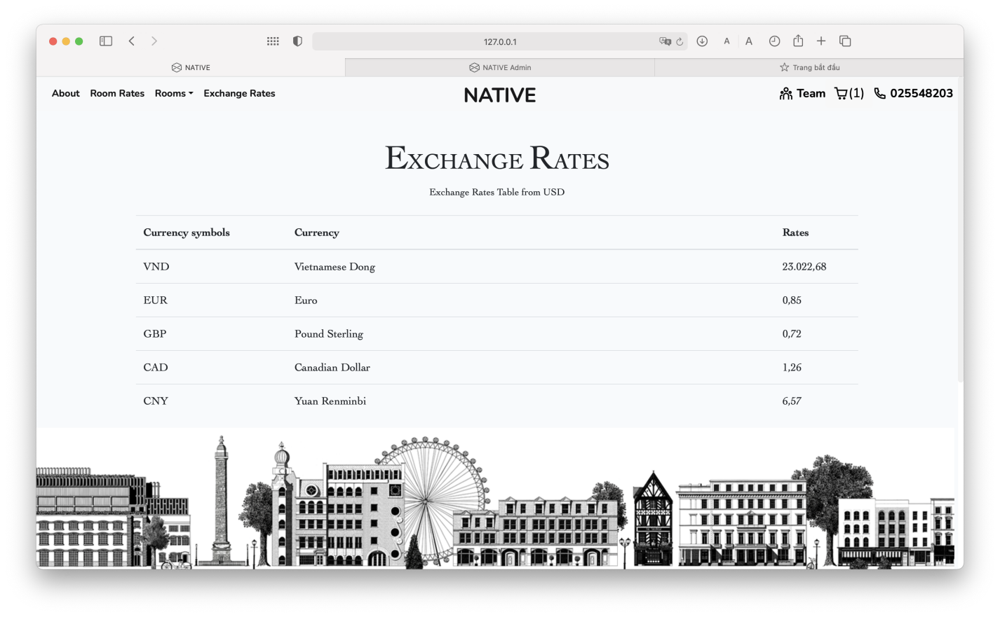 127.0.0.1
A A
NATIVE
NATIVE Admin
Trang bắt đầu
About Room Rates Rooms Exchange Rates
NATIVE
Team (1) 025548203
Exchange Rates
Exchange Rates Table from USD
Currency symbols Currency Rates
VND Vietnamese Dong 23.022,68
EUR Euro 0,85
GBP Pound Sterling 0,72
CAD Canadian Dollar 1,26
CNY Yuan Renminbi 6,57